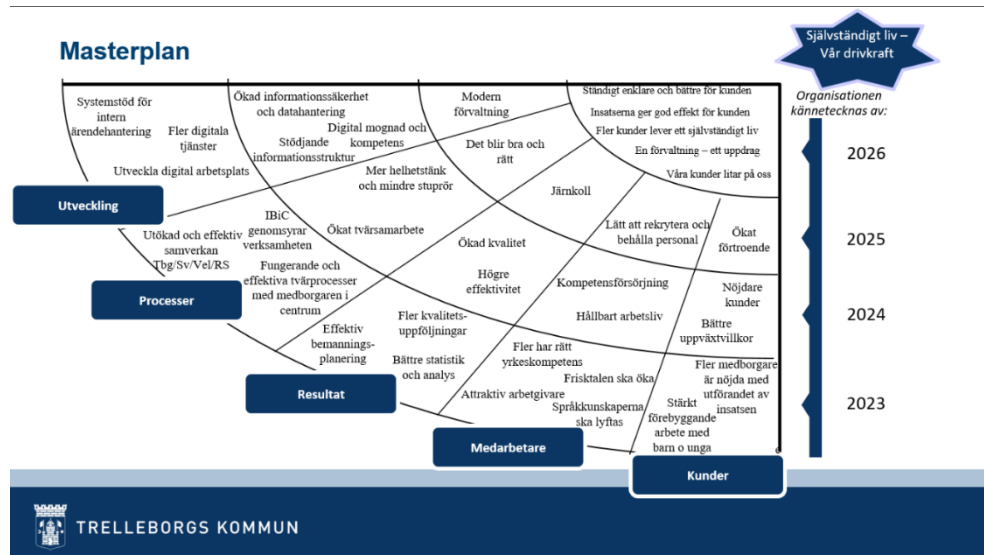 Masterplan
Självständigt liv –
Vår drivkraft
Organisationen
kännetecknas av:
2026
2025
2024
2023
Systemstöd för
intern
ärendehantering
Fler digitala
tjänster
Utveckla digital arbetsplats
Utveckling
Ökad informationssäkerhet
och datahantering
Digital mognad och
kompetens
Stödjande
informationsstruktur
Modern
förvaltning
Ständigt enklare och bättre för kunden
Insatserna ger god effekt för kunden
Fler kunder lever ett självständigt liv
En förvaltning – ett uppdrag
Våra kunder litar på oss
Mer helhetstänk
och mindre stuprör
Det blir bra och
rätt
IBiC
genomsyrar
verksamheten
Utökad och effektiv
samverkan
Tbg/Sv/Vel/RS
Fungerande och
effektiva tvärprocesser
med medborgaren i
centrum
Ökat tvärsamarbete
Processer
Järnkoll
Ökad kvalitet
Högre
effektivitet
Fler kvalitets-
uppföljningar
Effektiv
bemannings-
planering
Bättre statistik
och analys
Resultat
Lätt att rekrytera och
behålla personal
Kompetensförsörjning
Hållbart arbetsliv
Fler har rätt
yrkeskompetens
Frisktalen ska öka
Attraktiv arbetgivare
Språkkunskaperna
ska lyftas
Medarbetare
Ökat
förtroende
Nöjdare
kunder
Bättre
uppväxtvillkor
Fler medborgare
är nöjda med
utförandet av
insatsen
Stärkt
förebyggande
arbete med
barn o unga
Kunder
TRELLEBORGS KOMMUN